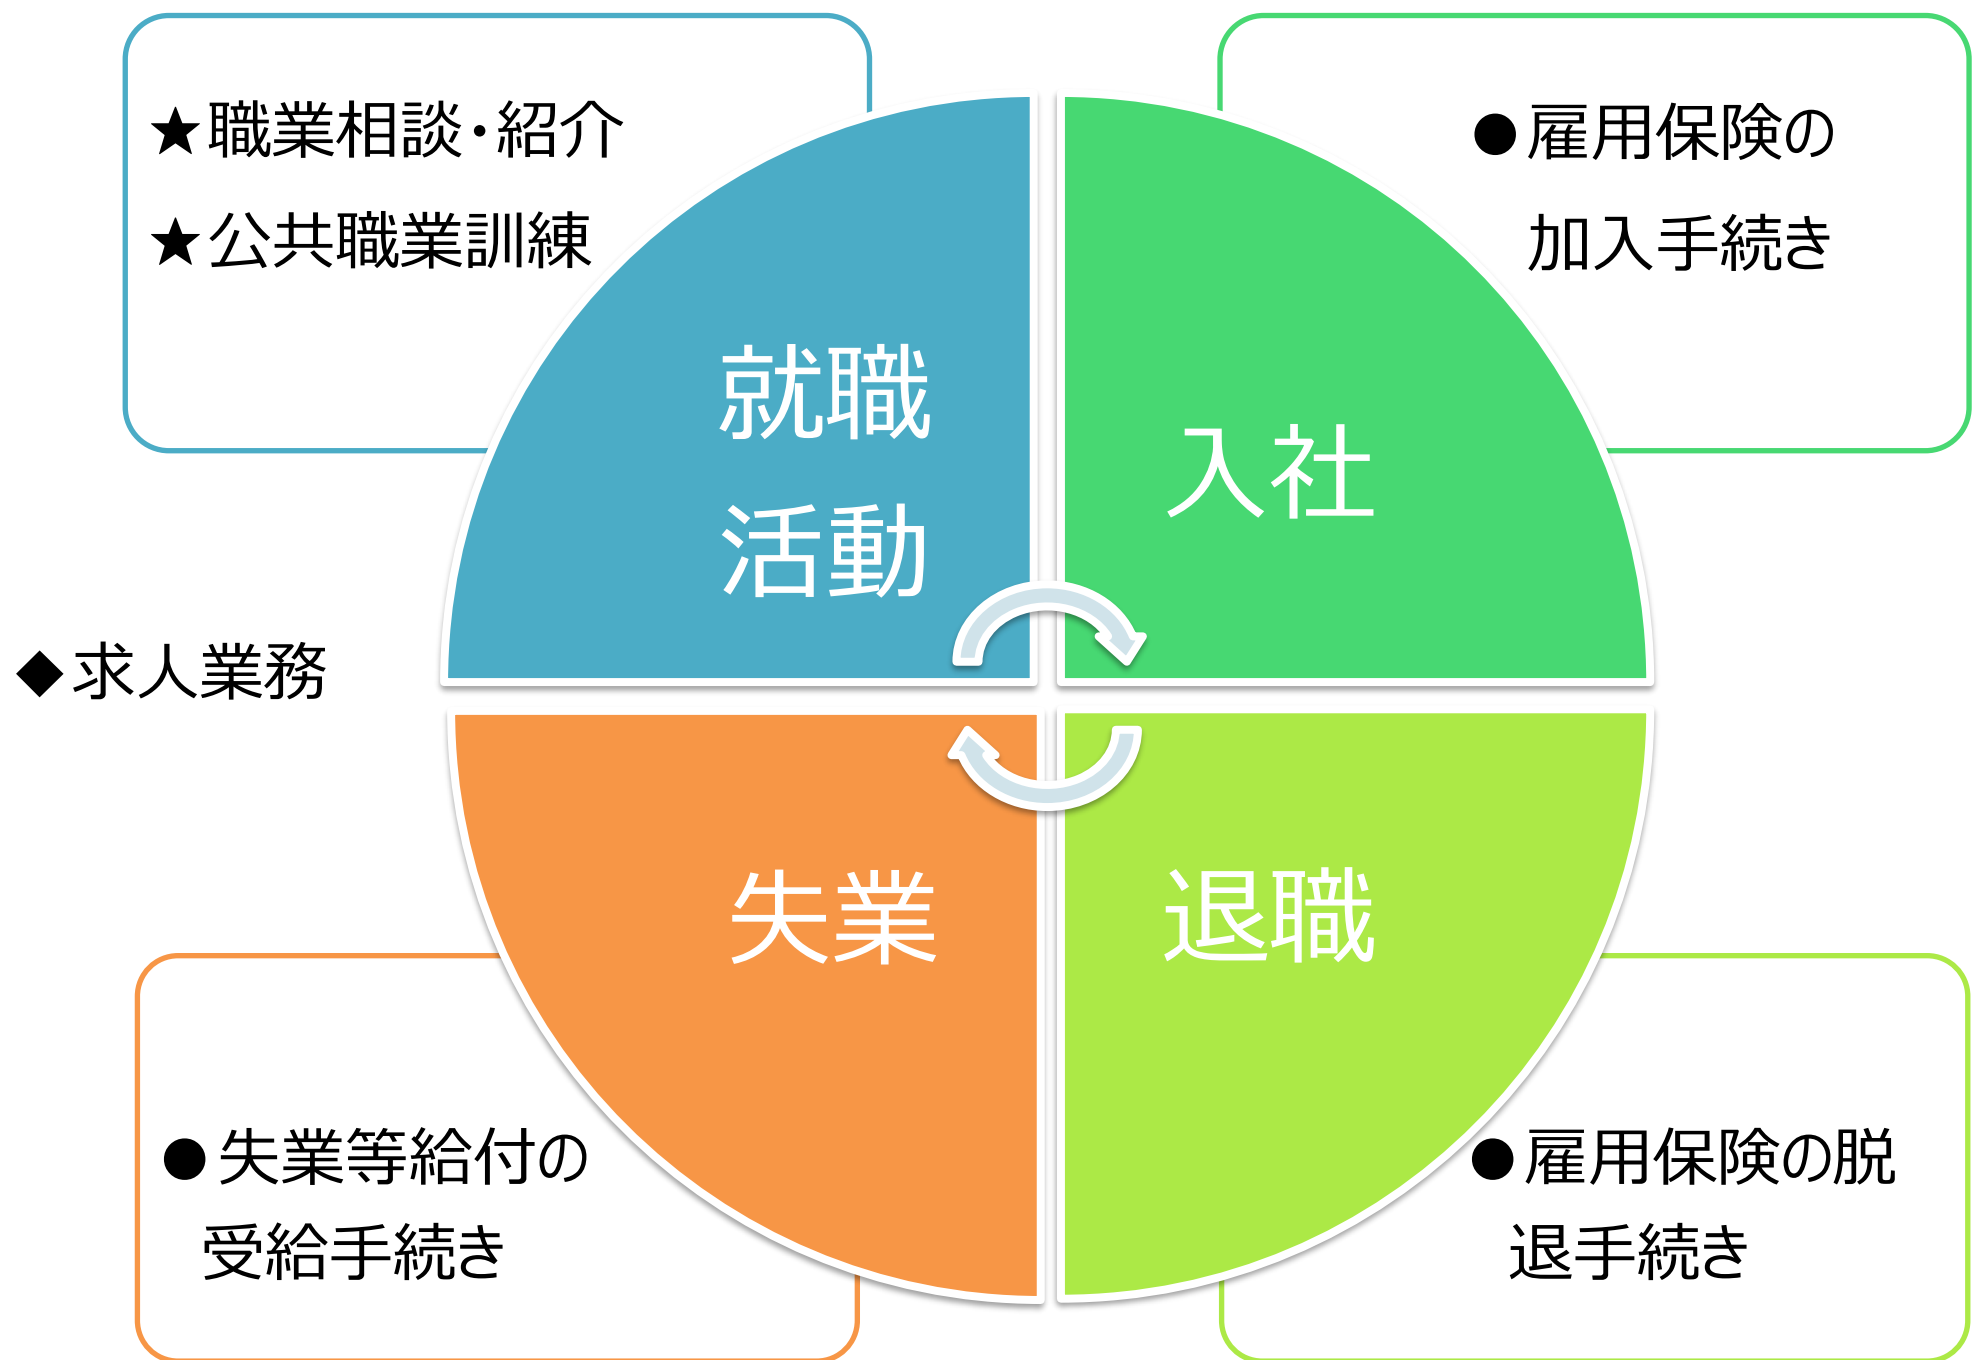 ★職業相談・紹介
★公共職業訓練
●雇用保険の
加入手続き
就職
活動
入社
◆求人業務
失業
退職
●失業等給付の
受給手続き
●雇用保険の脱
退手続き